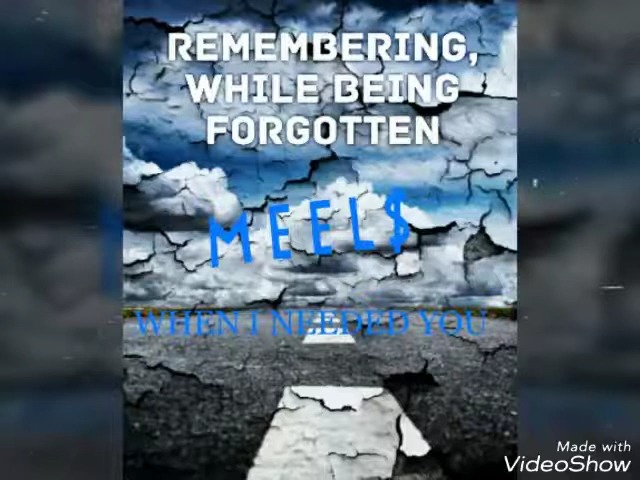 REMEMBERING,
WHILE BEING
FORGOTTEN
MEEL$
WHEN I NEEDED YOU
Made with
VideoShow